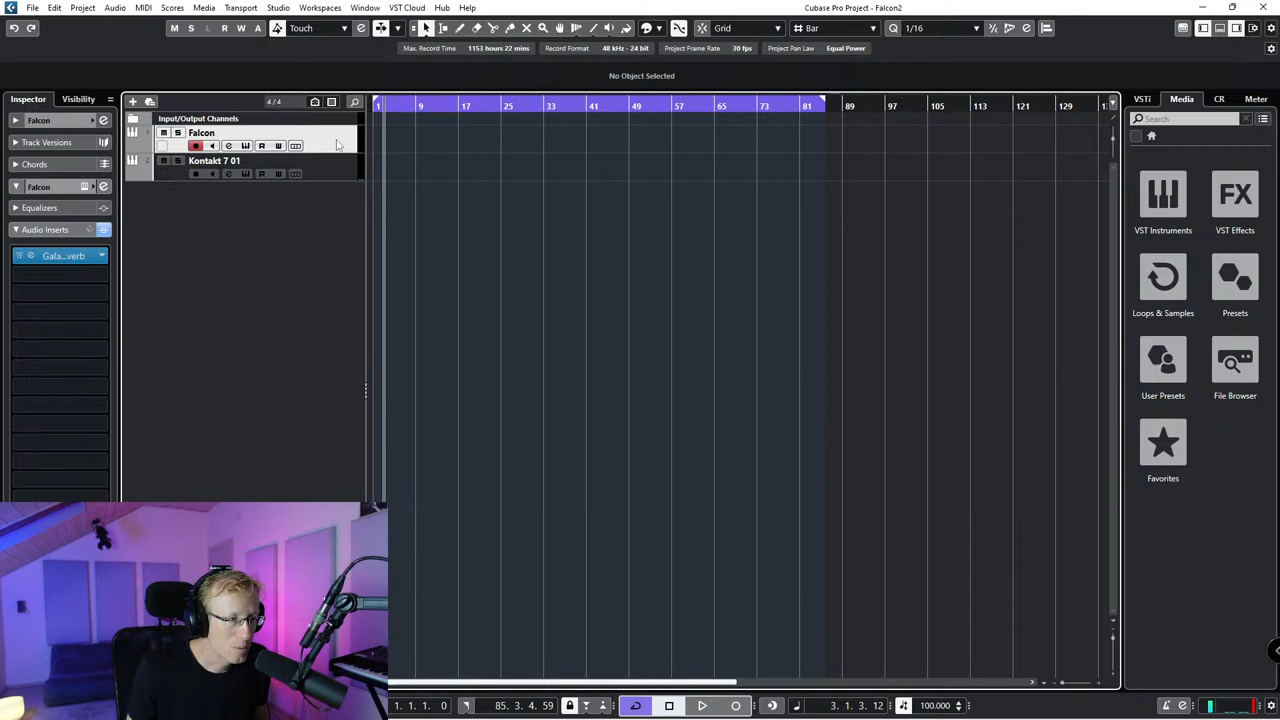 File Edit Project Audio MIDI Scores Media Transport Studio Workspaces Window VST Cloud Hub Help
Cubase Pro Project - Falcon2
M S L R W A Touch Grid Bar Q 1/16
Max. Record Time 1153 hours 22 mins Record Format 48 kHz - 24 bit Project Frame Rate 30 fps Project Pan Law Equal Power
No Object Selected
Inspector Visibility
4/4
1 9 17 25 33 41 49 57 65 73 81 89 97 105 113 121 129
VSTi Media CR Meter
Input/Output Channels
Search
Falcon
Track Versions
Chords
Falcon
Equalizers
Audio Inserts
Gala...verb
1 M S Falcon
R W
2 M S Kontakt 7 01
R W
VST Instruments
FX
VST Effects
Loops & Samples
Presets
User Presets
File Browser
Favorites
1. 1. 1. 0
85. 3. 4. 59
3. 1. 3. 12
100.000